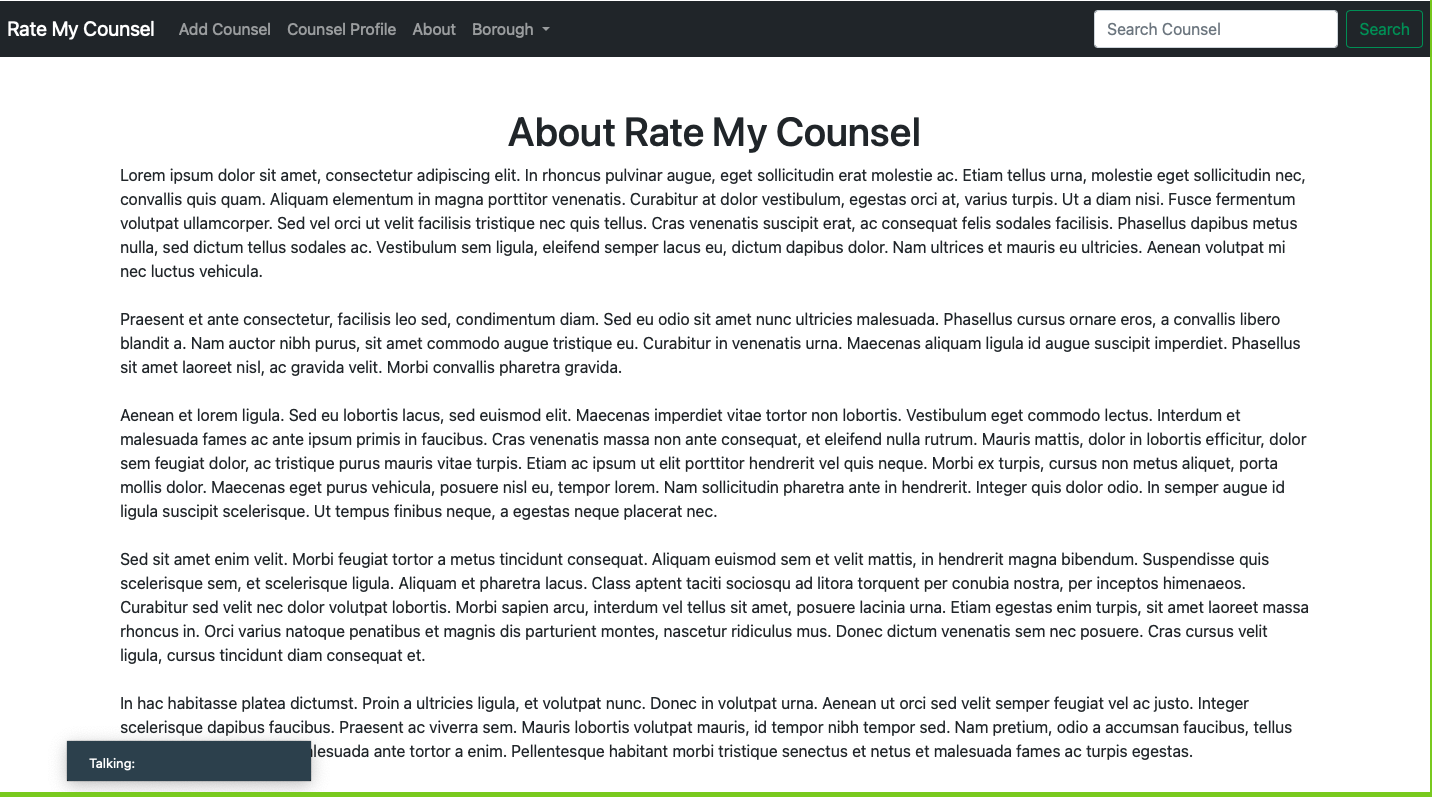 Rate My Counsel Add Counsel Counsel Profile About Borough Search Counsel Search
About Rate My Counsel
Lorem ipsum dolor sit amet, consectetur adipiscing elit. In rhoncus pulvinar augue, eget sollicitudin erat molestie ac. Etiam tellus urna, molestie eget sollicitudin nec,
convallis quis quam. Aliquam elementum in magna porttitor venenatis. Curabitur at dolor vestibulum, egestas orci at, varius turpis. Ut a diam nisi. Fusce fermentum
volutpat ullamcorper. Sed vel orci ut velit facilisis tristique nec quis tellus. Cras venenatis suscipit erat, ac consequat felis sodales facilisis. Phasellus dapibus metus
nulla, sed dictum tellus sodales ac. Vestibulum sem ligula, eleifend semper lacus eu, dictum dapibus dolor. Nam ultrices et mauris eu ultricies. Aenean volutpat mi
nec luctus vehicula.
Praesent et ante consectetur, facilisis leo sed, condimentum diam. Sed eu odio sit amet nunc ultricies malesuada. Phasellus cursus ornare eros, a convallis libero
blandit a. Nam auctor nibh purus, sit amet commodo augue tristique eu. Curabitur in venenatis urna. Maecenas aliquam ligula id augue suscipit imperdiet. Phasellus
sit amet laoreet nisl, ac gravida velit. Morbi convallis pharetra gravida.
Aenean et lorem ligula. Sed eu lobortis lacus, sed euismod elit. Maecenas imperdiet vitae tortor non lobortis. Vestibulum eget commodo lectus. Interdum et
malesuada fames ac ante ipsum primis in faucibus. Cras venenatis massa non ante consequat, et eleifend nulla rutrum. Mauris mattis, dolor in lobortis efficitur, dolor
sem feugiat dolor, ac tristique purus mauris vitae turpis. Etiam ac ipsum ut elit porttitor hendrerit vel quis neque. Morbi ex turpis, cursus non metus aliquet, porta
mollis dolor. Maecenas eget purus vehicula, posuere nisl eu, tempor lorem. Nam sollicitudin pharetra ante in hendrerit. Integer quis dolor odio. In semper augue id
ligula suscipit scelerisque. Ut tempus finibus neque, a egestas neque placerat nec.
Sed sit amet enim velit. Morbi feugiat tortor a metus tincidunt consequat. Aliquam euismod sem et velit mattis, in hendrerit magna bibendum. Suspendisse quis
scelerisque sem, et scelerisque ligula. Aliquam et pharetra lacus. Class aptent taciti sociosqu ad litora torquent per conubia nostra, per inceptos himenaeos.
Curabitur sed velit nec dolor volutpat lobortis. Morbi sapien arcu, interdum vel tellus sit amet, posuere lacinia urna. Etiam egestas enim turpis, sit amet laoreet massa
rhoncus in. Orci varius natoque penatibus et magnis dis parturient montes, nascetur ridiculus mus. Donec dictum venenatis sem nec posuere. Cras cursus velit
ligula, cursus tincidunt diam consequat et.
In hac habitasse platea dictumst. Proin a ultricies ligula, et volutpat nunc. Donec in volutpat urna. Aenean ut orci sed velit semper feugiat vel ac justo. Integer
scelerisque dapibus faucibus. Praesent ac viverra sem. Mauris lobortis volutpat mauris, id tempor nibh tempor sed. Nam pretium, odio a accumsan faucibus, tellus
ante tortor a enim. Pellentesque habitant morbi tristique senectus et netus et malesuada fames ac turpis egestas.
Talking: